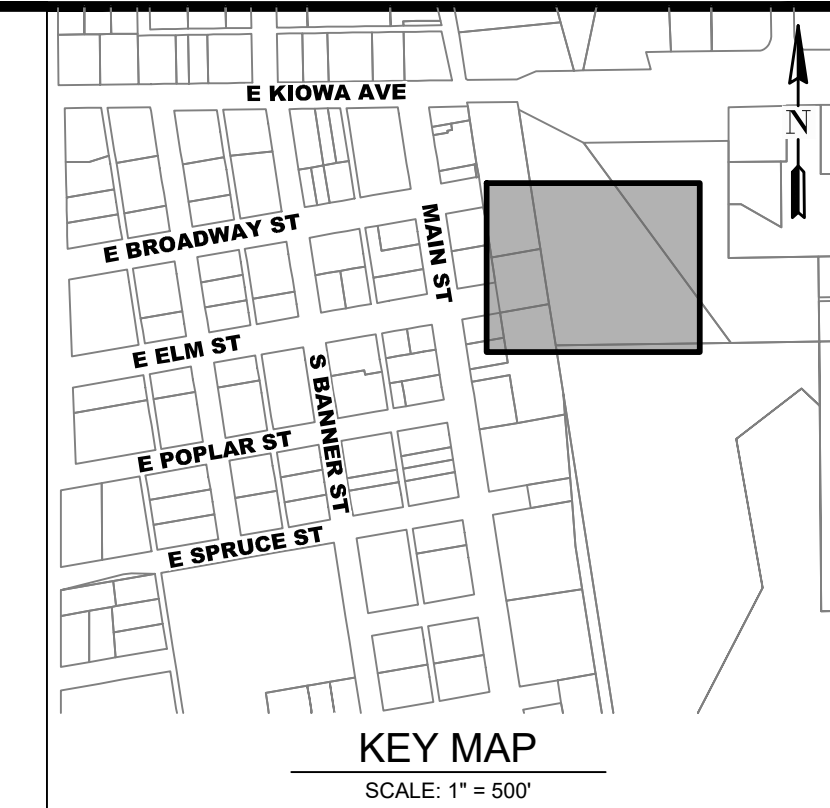 E KIOWA AVE
N
E BROADWAY ST
MAIN ST
E ELM ST
S BANNER ST
E POPLAR ST
E SPRUCE ST
KEY MAP
SCALE: 1" = 500'